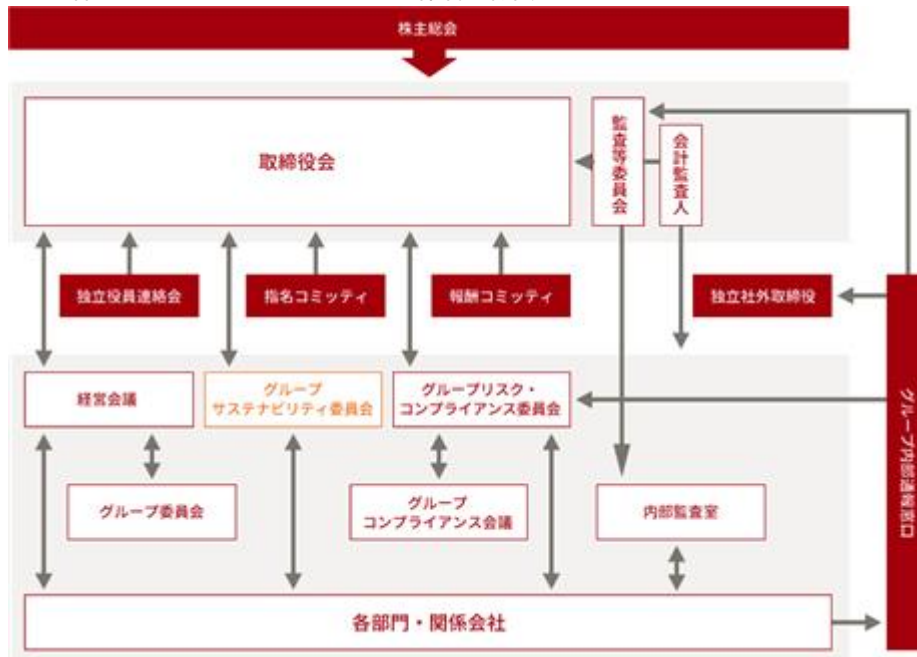 株主総会
取締役会
監査等委員会
会計監査人
独立役員連絡会
指名コミッティ
報酬コミッティ
独立社外取締役
経営会議
グループ
サステナビリティ委員会
グループリスク・
コンプライアンス委員会
グループ内部通報窓口
グループ委員会
グループ
コンプライアンス会議
内部監査室
各部門・関係会社